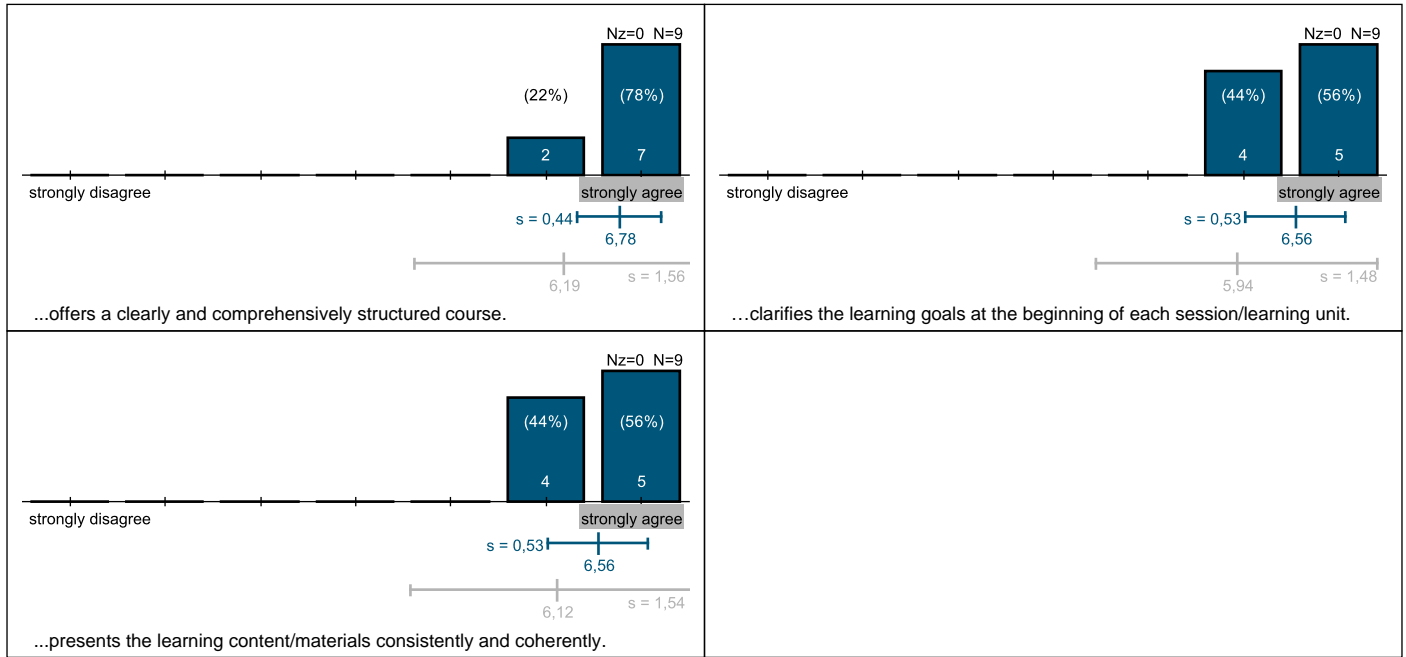 Nz=0 N=9
(22%) (78%)
2 7
strongly disagree strongly agree
s = 0,44
6,78
s = 1,56
6,19
...offers a clearly and comprehensively structured course.
Nz=0 N=9
(44%) (56%)
4 5
strongly disagree strongly agree
s = 0,53
6,56
s = 1,48
5,94
…clarifies the learning goals at the beginning of each session/learning unit.
Nz=0 N=9
(44%) (56%)
4 5
strongly disagree strongly agree
s = 0,53
6,56
s = 1,54
6,12
...presents the learning content/materials consistently and coherently.